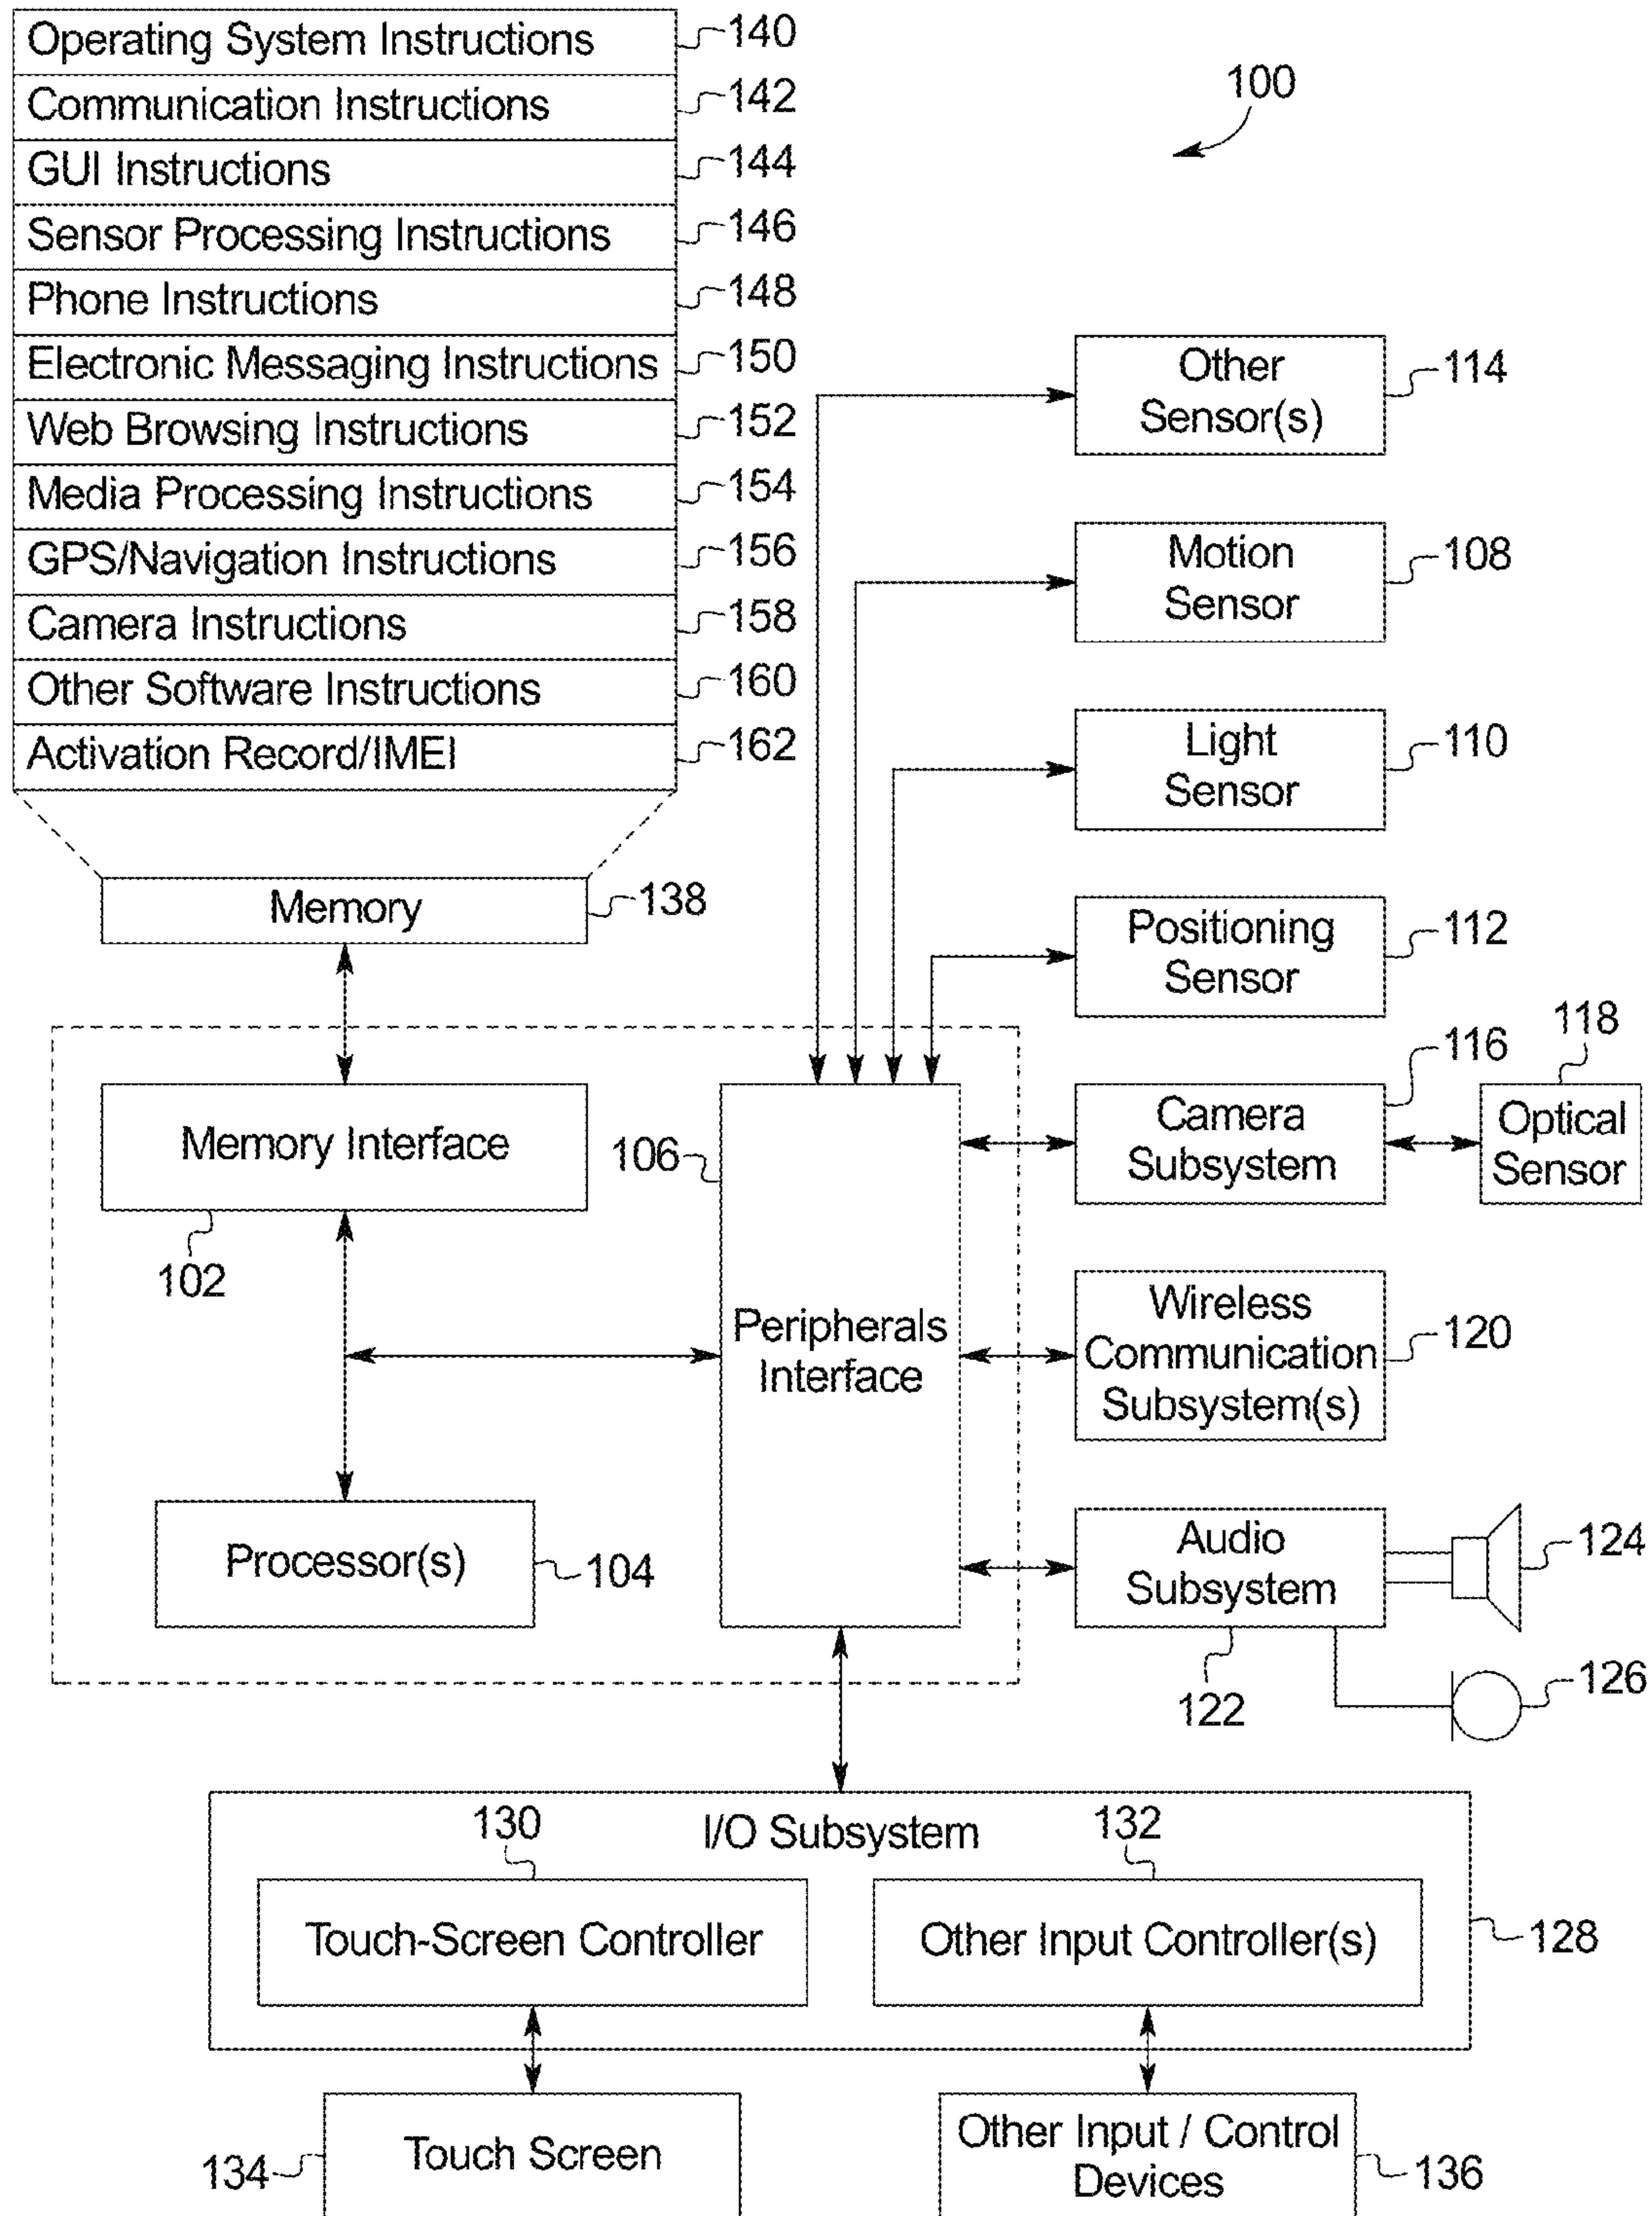 Operating System Instructions 140
Communication Instructions 142
GUI Instructions 144
Sensor Processing Instructions 146
Phone Instructions 148
Electronic Messaging Instructions 150
Web Browsing Instructions 152
Media Processing Instructions 154
GPS/Navigation Instructions 156
Camera Instructions 158
Other Software Instructions 160
Activation Record/IMEI 162
100
Memory 138
Other
Sensor(s)
114
Motion
Sensor
108
Light
Sensor
110
Positioning
Sensor
112
Memory Interface
102
106
Peripherals
Interface
Processor(s) 104
Camera
Subsystem
116
118
Optical
Sensor
Wireless
Communication
Subsystem(s)
120
Audio
Subsystem
122
124
126
I/O Subsystem
130
132
Touch-Screen Controller
Other Input Controller(s)
128
Touch Screen
134
Other Input / Control
Devices
136